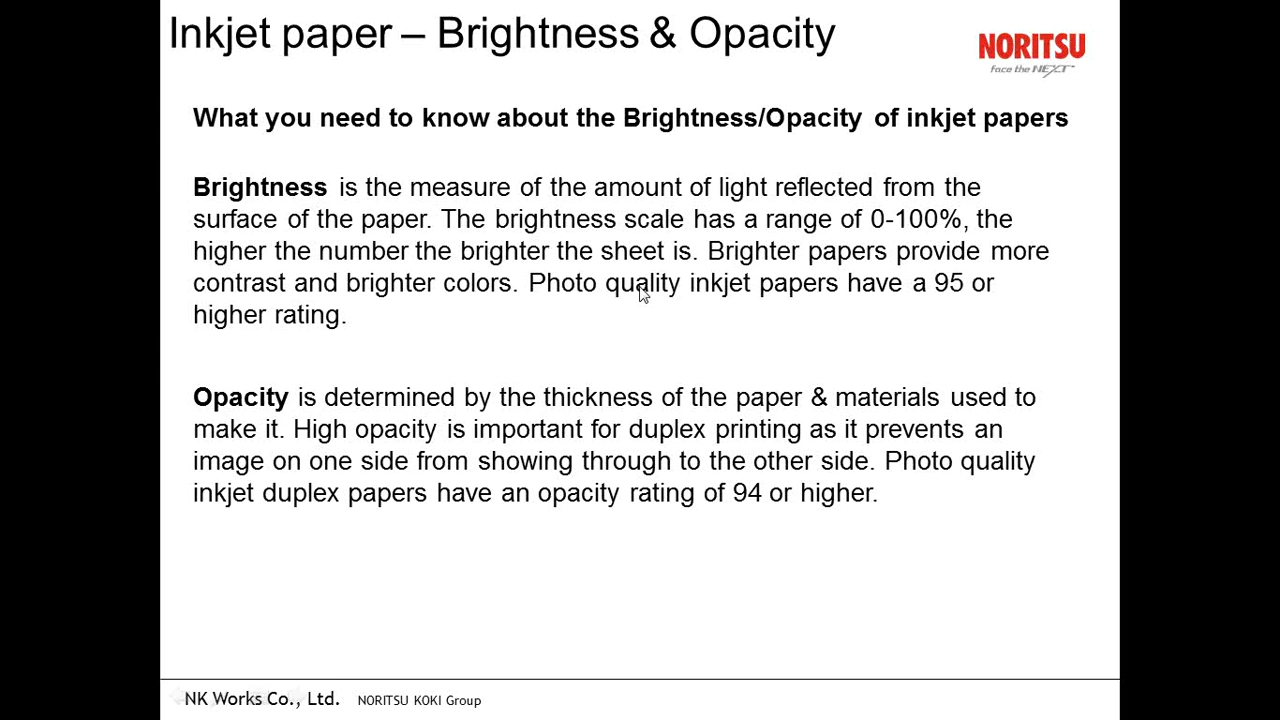 Inkjet paper – Brightness & Opacity
NORITSU
face the NEXT™
What you need to know about the Brightness/Opacity of inkjet papers
Brightness is the measure of the amount of light reflected from the
surface of the paper. The brightness scale has a range of 0-100%, the
higher the number the brighter the sheet is. Brighter papers provide more
contrast and brighter colors. Photo quality inkjet papers have a 95 or
higher rating.
Opacity is determined by the thickness of the paper & materials used to
make it. High opacity is important for duplex printing as it prevents an
image on one side from showing through to the other side. Photo quality
inkjet duplex papers have an opacity rating of 94 or higher.
NK Works Co., Ltd. NORITSU KOKI Group